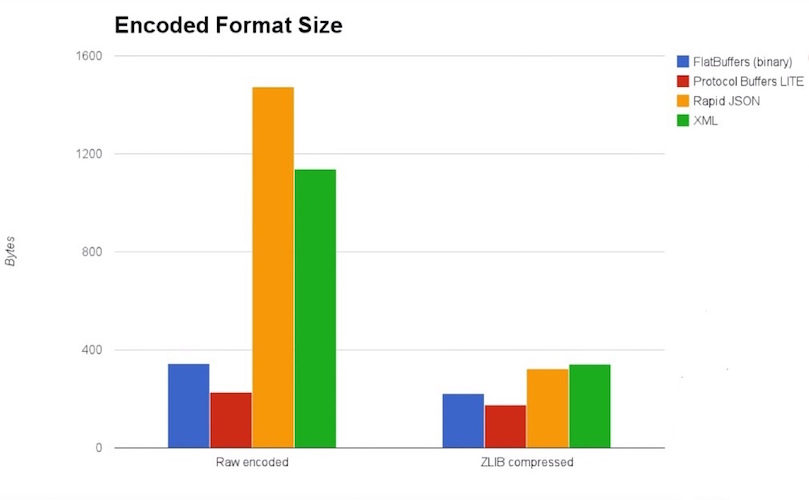 Encoded Format Size
1600
1200
800
400
0
Bytes
Raw encoded
ZLIB compressed
FlatBuffers (binary)
Protocol Buffers LITE
Rapid JSON
XML